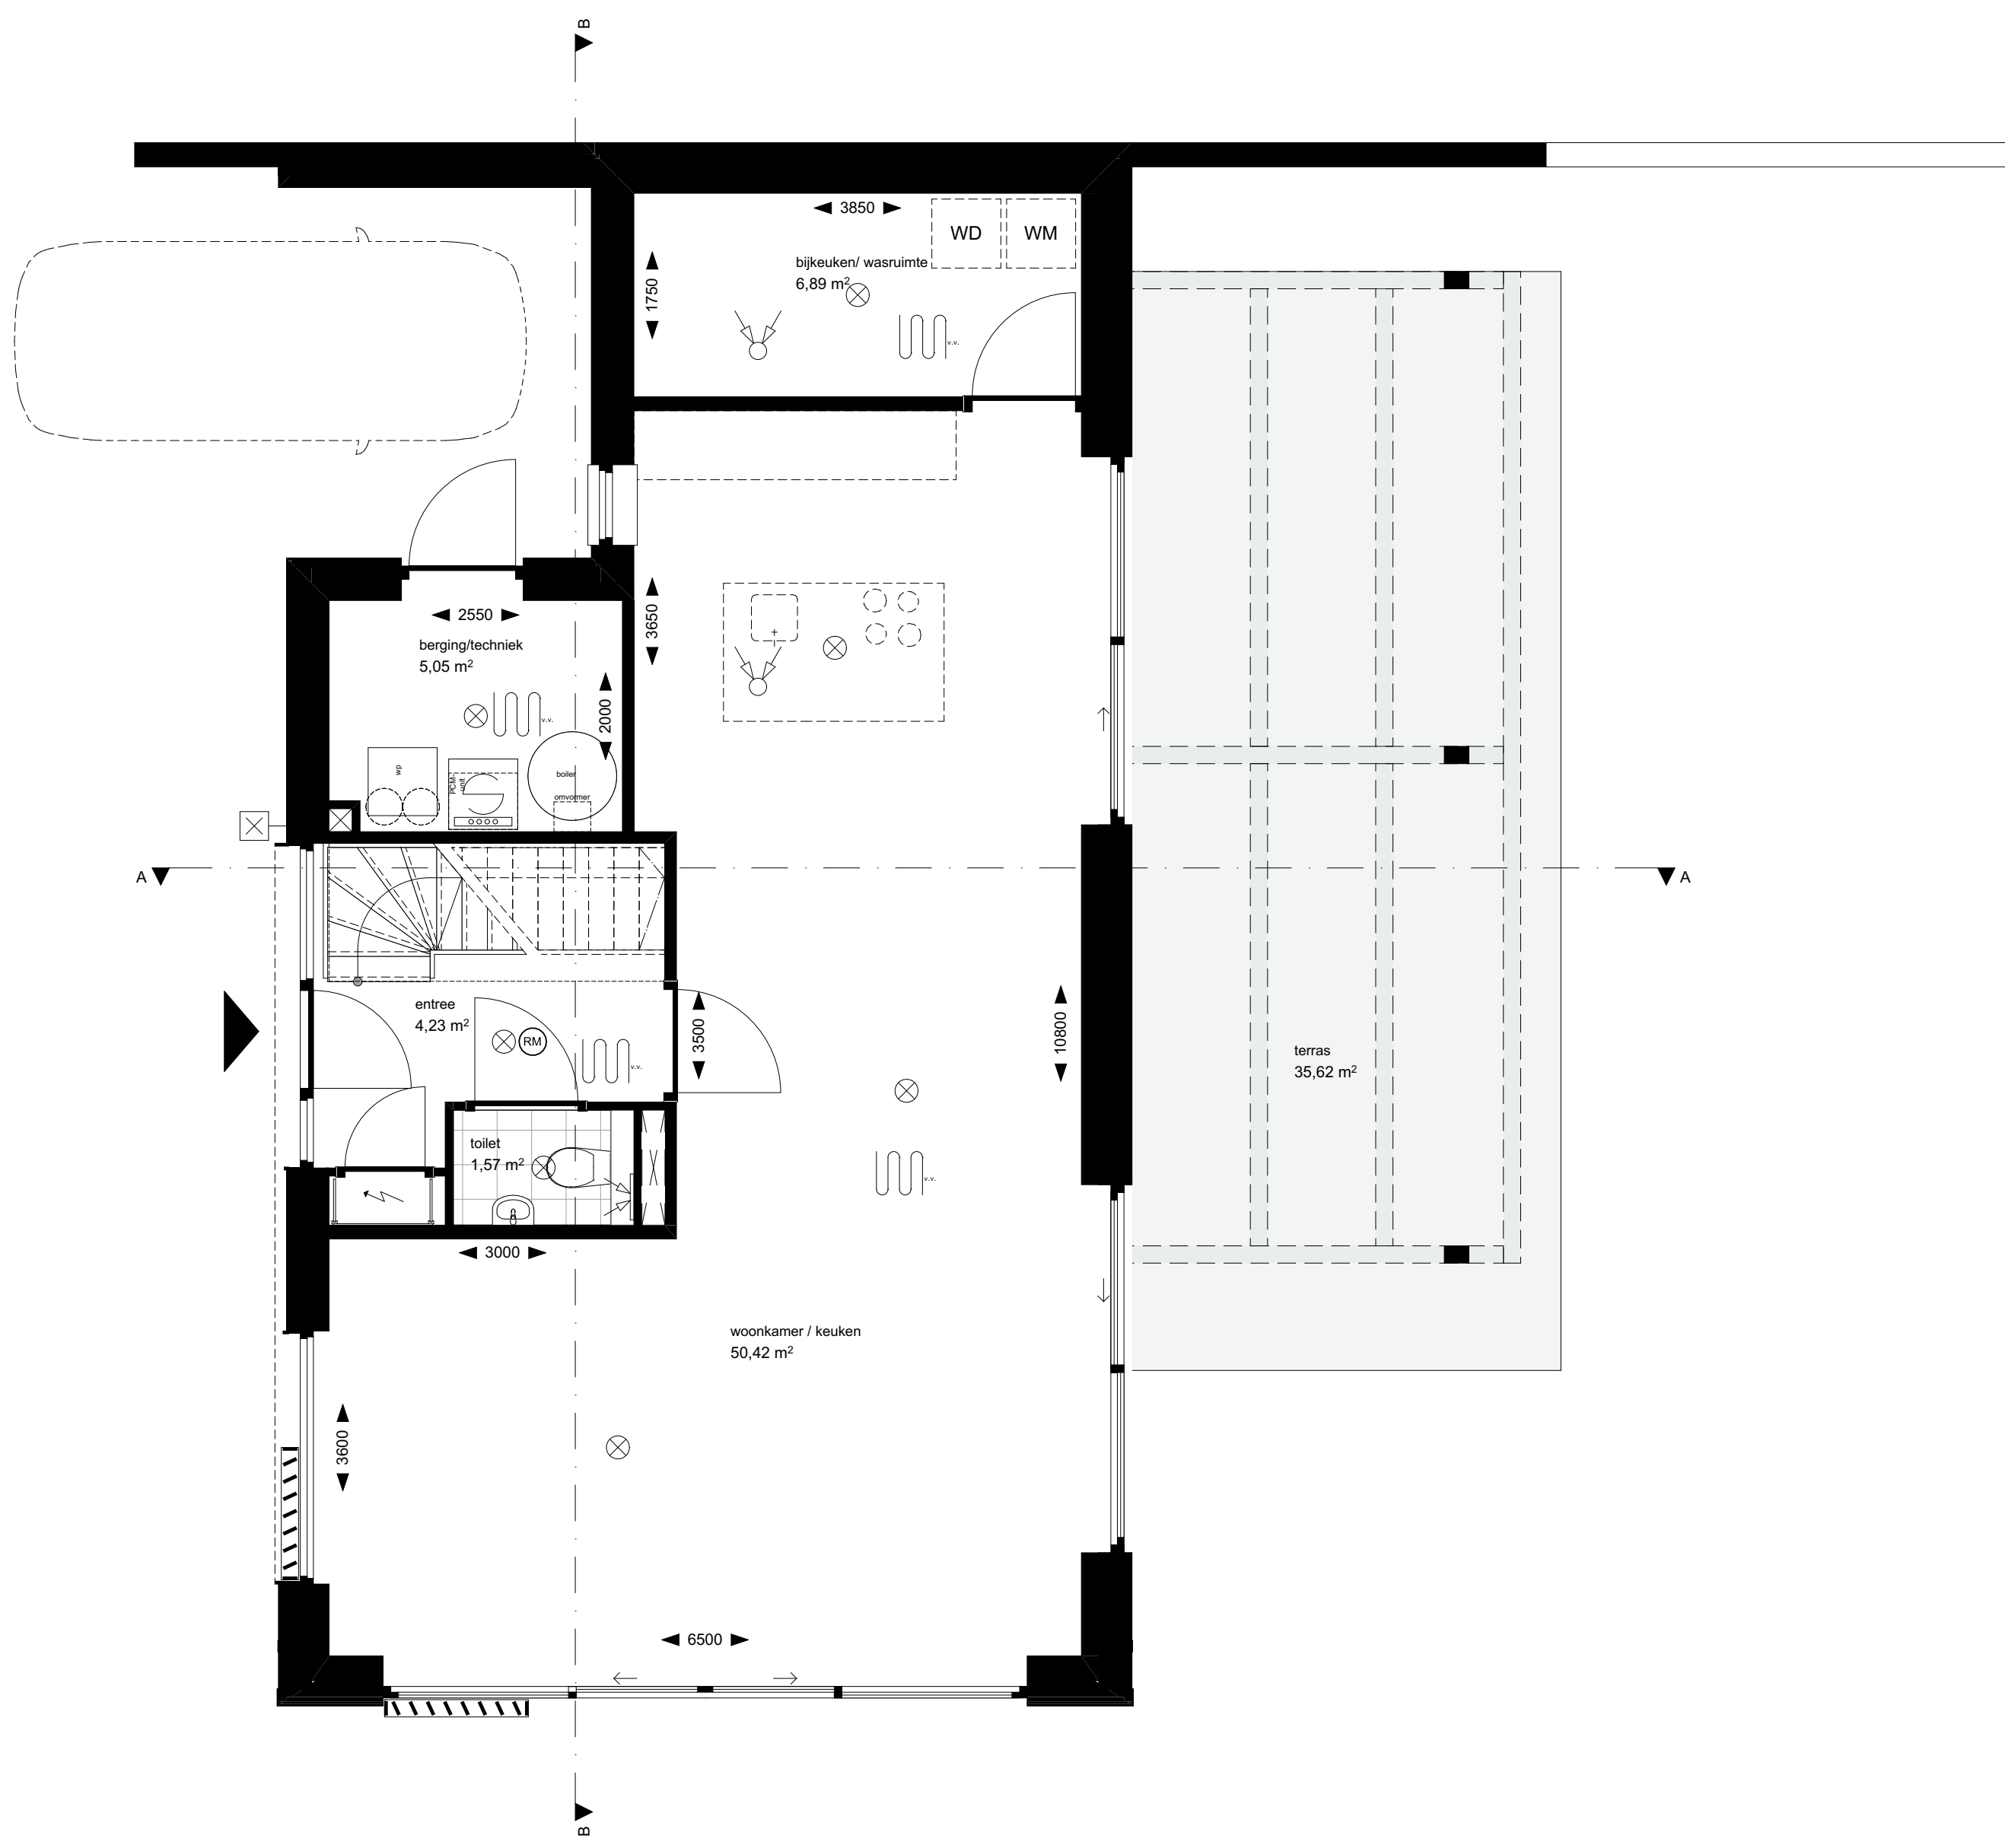 B
3850
WD
WM
bijkeuken/ wasruimte
6,89 m²
1750
v.v.
2550
3650
berging/techniek
5,05 m²
2000
v.v.
wp
PCM-unit
boiler
omvormer
A
A
entree
4,23 m²
RM
3500
10800
v.v.
terras
35,62 m²
toilet
1,57 m²
v.v.
3000
woonkamer / keuken
50,42 m²
3600
6500
B